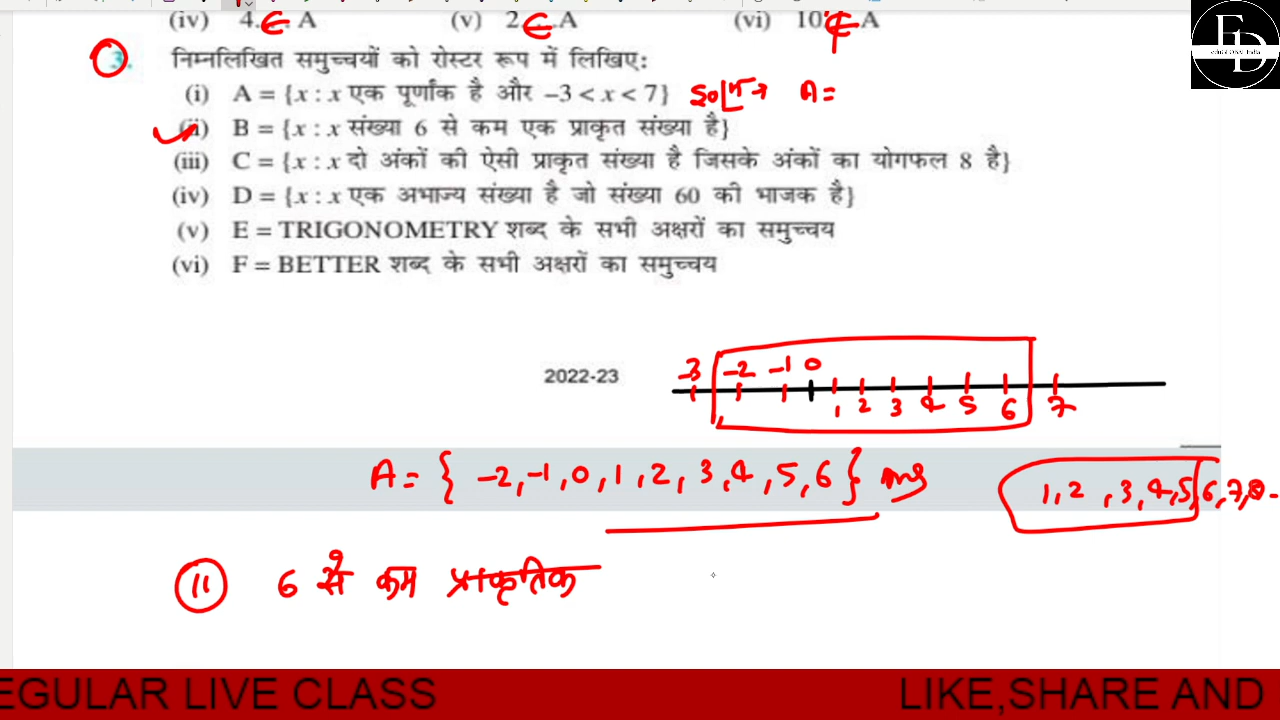 (iv) 4.∈. A (v) 2.∈.A (vi) 10.∉.A
3. निम्नलिखित समुच्चयों को रोस्टर रूप में लिखिए:
(i) A = {x : x एक पूर्णांक है और –3 < x < 7} Solⁿ→ A =
(ii) B = {x : x संख्या 6 से कम एक प्राकृत संख्या है}
(iii) C = {x : x दो अंकों की ऐसी प्राकृत संख्या है जिसके अंकों का योगफल 8 है}
(iv) D = {x : x एक अभाज्य संख्या है जो संख्या 60 की भाजक है}
(v) E = TRIGONOMETRY शब्द के सभी अक्षरों का समुच्चय
(vi) F = BETTER शब्द के सभी अक्षरों का समुच्चय
-3 -2 -1 0 1 2 3 4 5 6 7
2022-23
A = { -2, -1, 0, 1, 2, 3, 4, 5, 6 } Ans
1, 2, 3, 4, 5, 6, 7, 8 -
(11) 6 से कम प्राकृतिक
EGULAR LIVE CLASS LIKE,SHARE AND